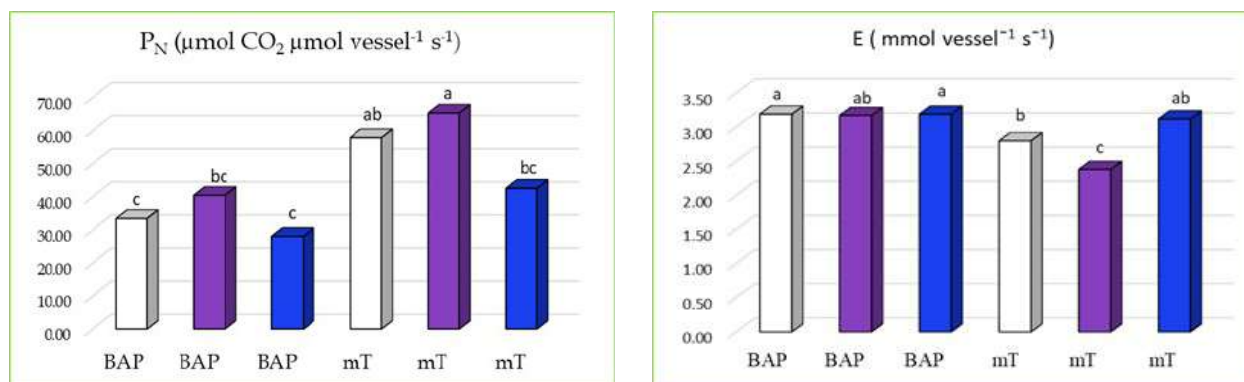 P_N (µmol CO₂ µmol vessel⁻¹ s⁻¹)
70.00
60.00
50.00
40.00
30.00
20.00
10.00
0.00
c
bc
c
ab
a
bc
BAP BAP BAP mT mT mT
E ( mmol vessel⁻¹ s⁻¹)
3.50
3.00
2.50
2.00
1.50
1.00
0.50
0.00
a
ab
a
b
c
ab
BAP BAP BAP mT mT mT